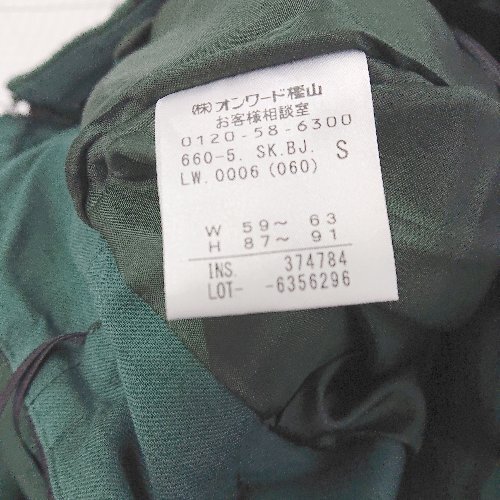 (株)オンワード樫山
お客様相談室
0120-58-6300
660-5. SK.BJ. S
LW.0006(060)
W 59〜 63
H 87〜 91
INS. 374784
LOT- -6356296